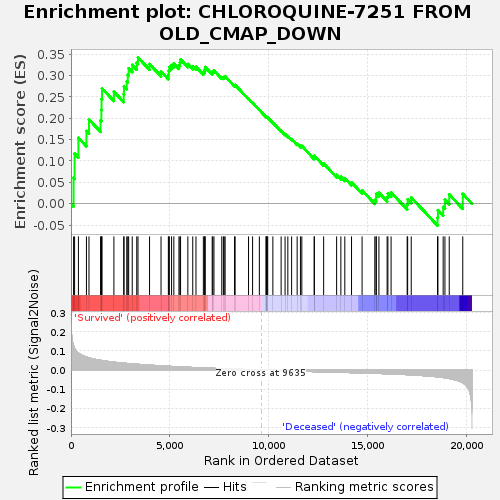 Enrichment plot: CHLOROQUINE-7251 FROM
OLD_CMAP_DOWN
Enrichment score (ES)
0.35
0.30
0.25
0.20
0.15
0.10
0.05
0.00
-0.05
'Survived' (positively correlated)
Ranked list metric (Signal2Noise)
0.3
0.2
0.1
0.0
-0.1
-0.2
-0.3
Zero cross at 9635
'Deceased' (negatively correlated)
0
5,000
10,000
15,000
20,000
Rank in Ordered Dataset
Enrichment profile
Hits
Ranking metric scores